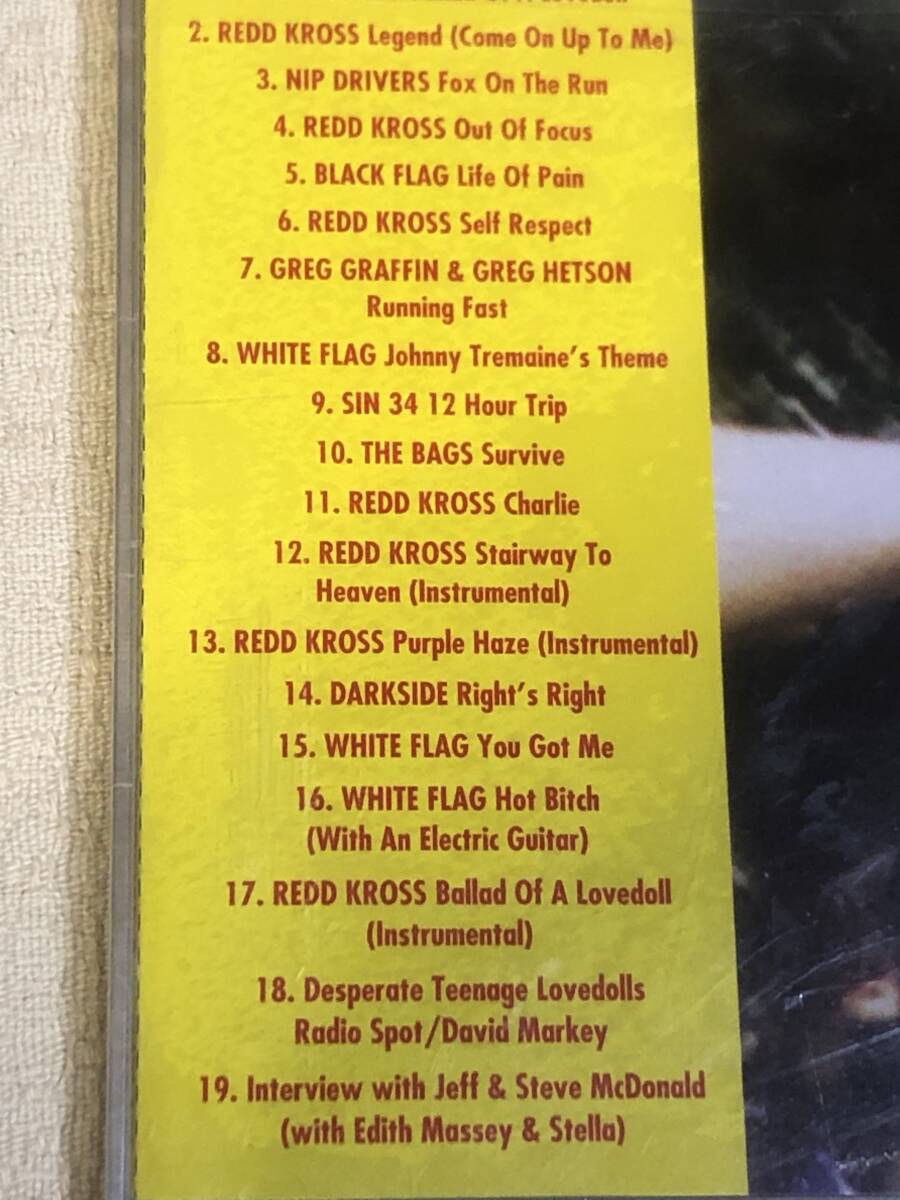 2. REDD KROSS Legend (Come On Up To Me)
3. NIP DRIVERS Fox On The Run
4. REDD KROSS Out Of Focus
5. BLACK FLAG Life Of Pain
6. REDD KROSS Self Respect
7. GREG GRAFFIN & GREG HETSON
Running Fast
8. WHITE FLAG Johnny Tremaine's Theme
9. SIN 34 12 Hour Trip
10. THE BAGS Survive
11. REDD KROSS Charlie
12. REDD KROSS Stairway To
Heaven (Instrumental)
13. REDD KROSS Purple Haze (Instrumental)
14. DARKSIDE Right's Right
15. WHITE FLAG You Got Me
16. WHITE FLAG Hot Bitch
(With An Electric Guitar)
17. REDD KROSS Ballad Of A Lovedoll
(Instrumental)
18. Desperate Teenage Lovedolls
Radio Spot/David Markey
19. Interview with Jeff & Steve McDonald
(with Edith Massey & Stella)